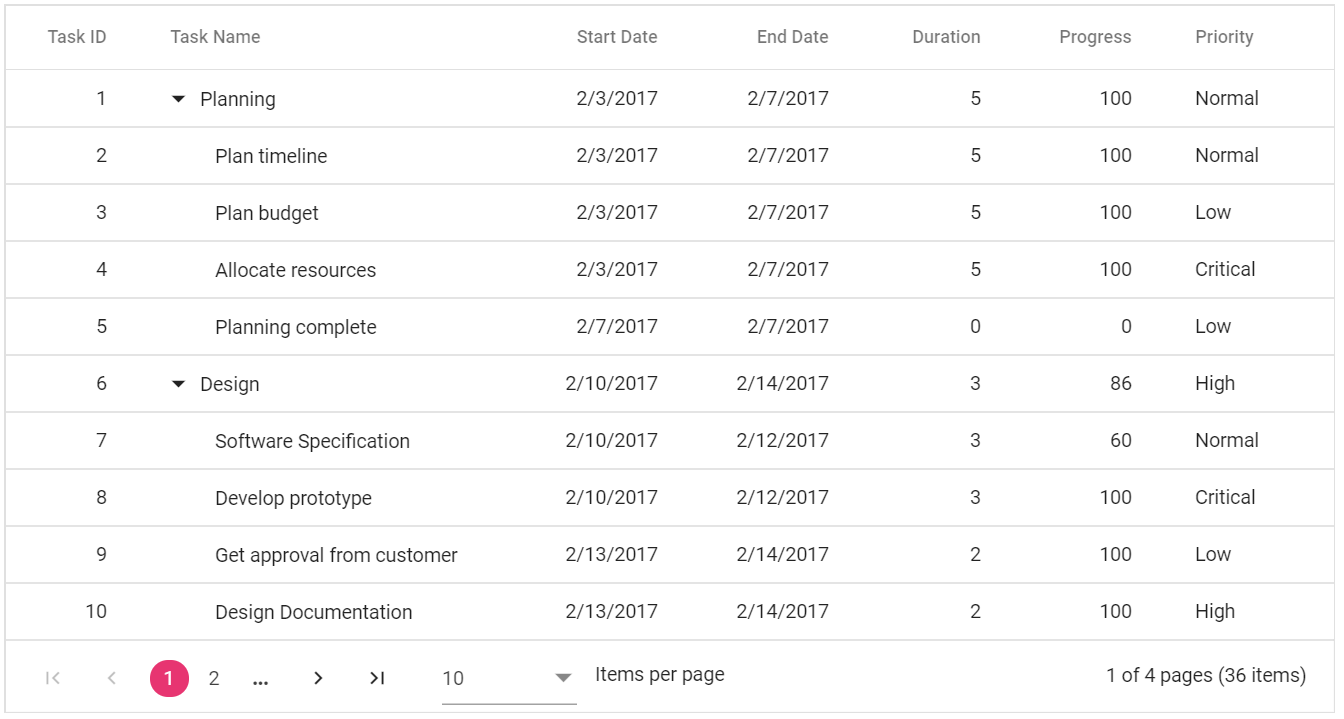 Task ID Task Name Start Date End Date Duration Progress Priority
1 Planning 2/3/2017 2/7/2017 5 100 Normal
2 Plan timeline 2/3/2017 2/7/2017 5 100 Normal
3 Plan budget 2/3/2017 2/7/2017 5 100 Low
4 Allocate resources 2/3/2017 2/7/2017 5 100 Critical
5 Planning complete 2/7/2017 2/7/2017 0 0 Low
6 Design 2/10/2017 2/14/2017 3 86 High
7 Software Specification 2/10/2017 2/12/2017 3 60 Normal
8 Develop prototype 2/10/2017 2/12/2017 3 100 Critical
9 Get approval from customer 2/13/2017 2/14/2017 2 100 Low
10 Design Documentation 2/13/2017 2/14/2017 2 100 High
1 2 ... 10 Items per page 1 of 4 pages (36 items)